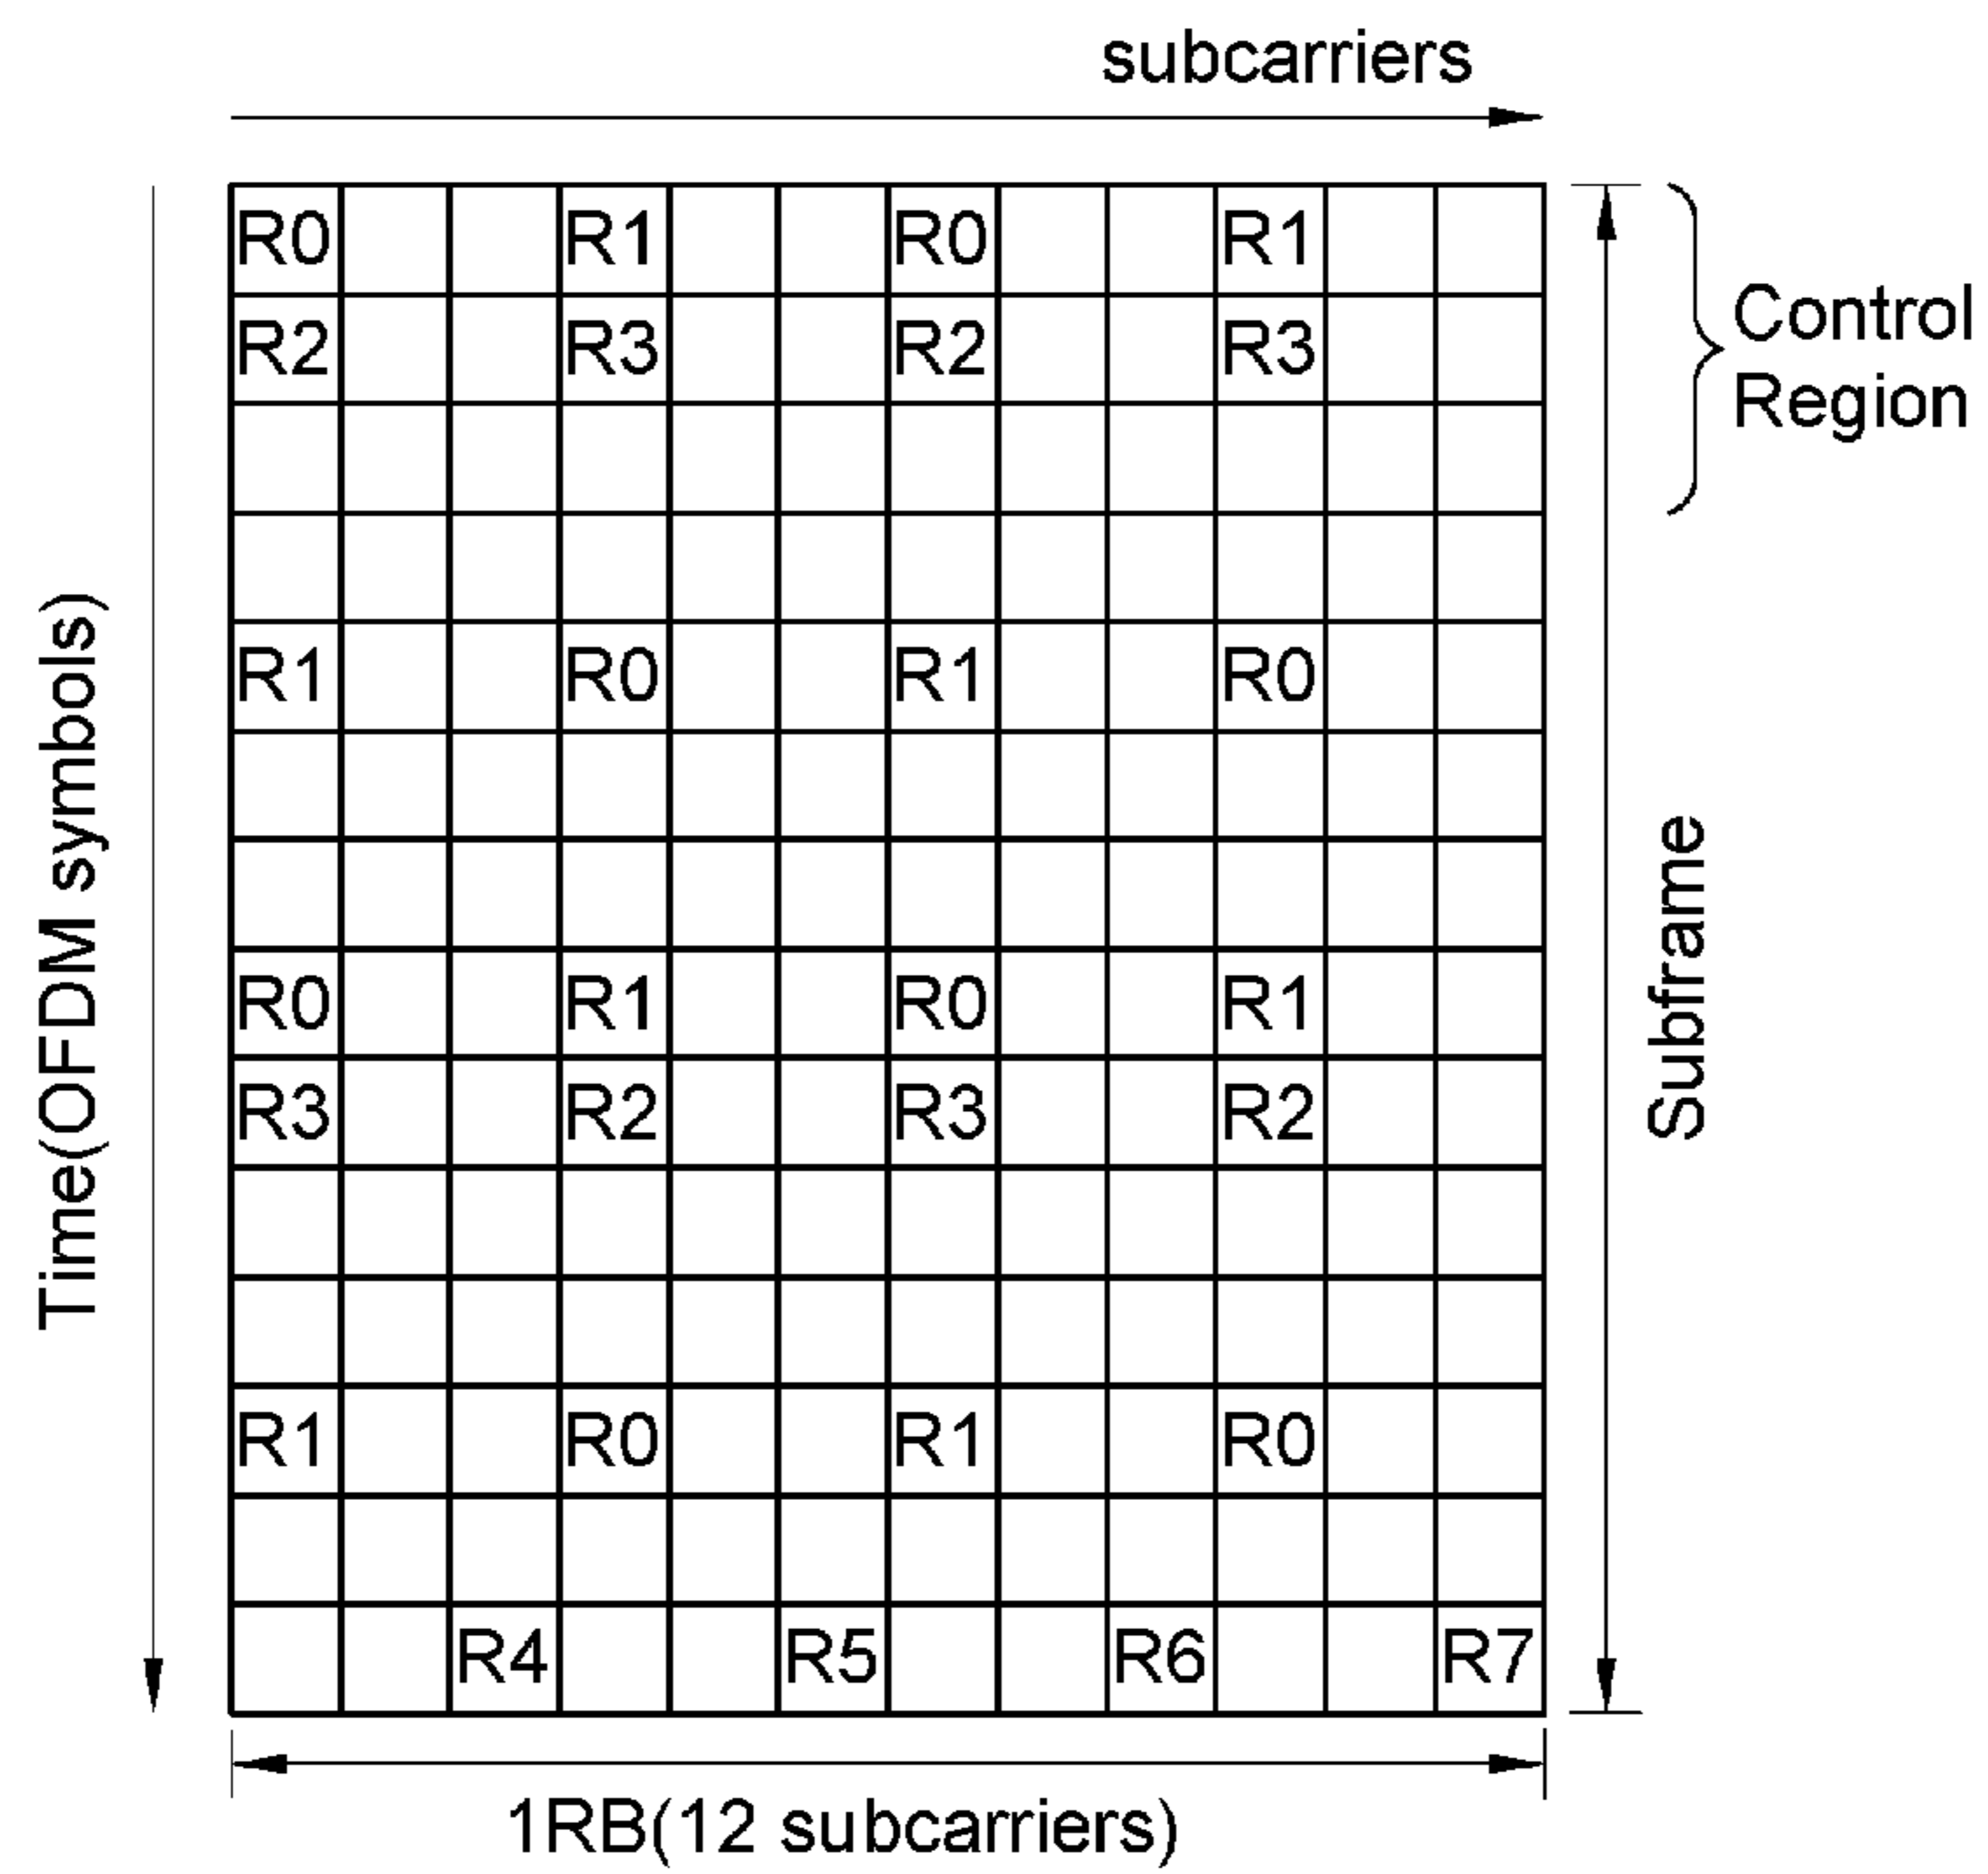 subcarriers
R0 R1 R0 R1
R2 R3 R2 R3
Control
Region
R1 R0 R1 R0
R0 R1 R0 R1
R3 R2 R3 R2
R1 R0 R1 R0
R4 R5 R6 R7
Time(OFDM symbols)
Subframe
1RB(12 subcarriers)